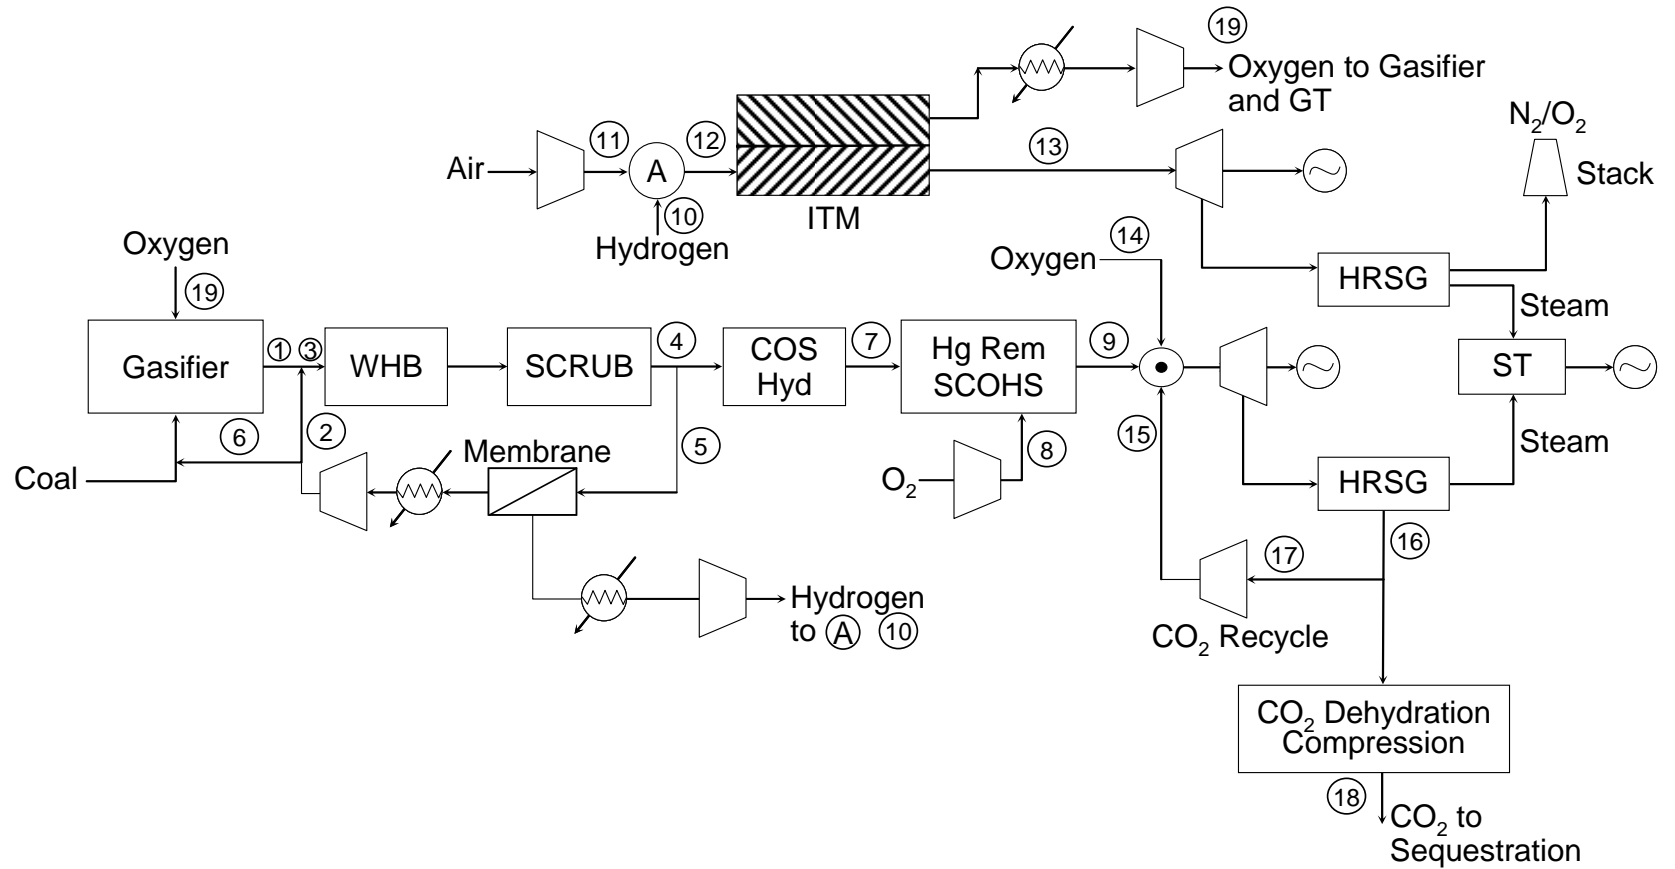 19
Oxygen to Gasifier
and GT
N₂/O₂
Stack
Air
11
A
12
13
10
Hydrogen
ITM
14
Oxygen
HRSG
Steam
Oxygen
19
Gasifier
1
3
WHB
SCRUB
4
COS
Hyd
7
Hg Rem
SCOHS
9
ST
6
2
Membrane
5
15
Steam
Coal
O₂
8
HRSG
16
17
CO₂ Recycle
Hydrogen
to A 10
CO₂ Dehydration
Compression
18
CO₂ to
Sequestration